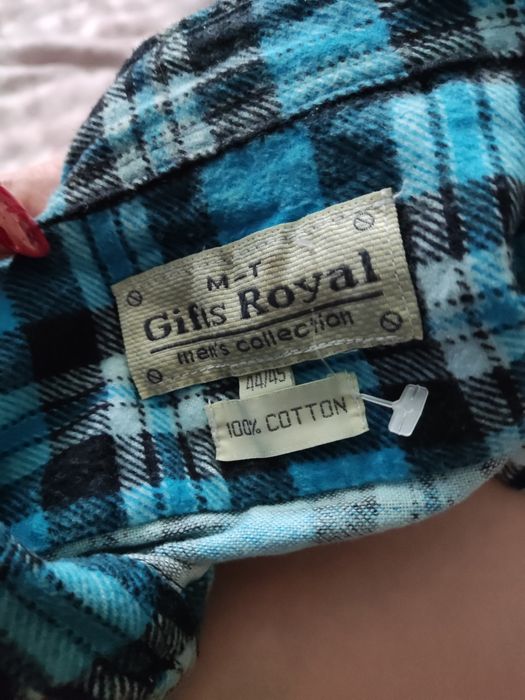 M-T
Gifts Royal
men's collection
44/45
100% COTTON